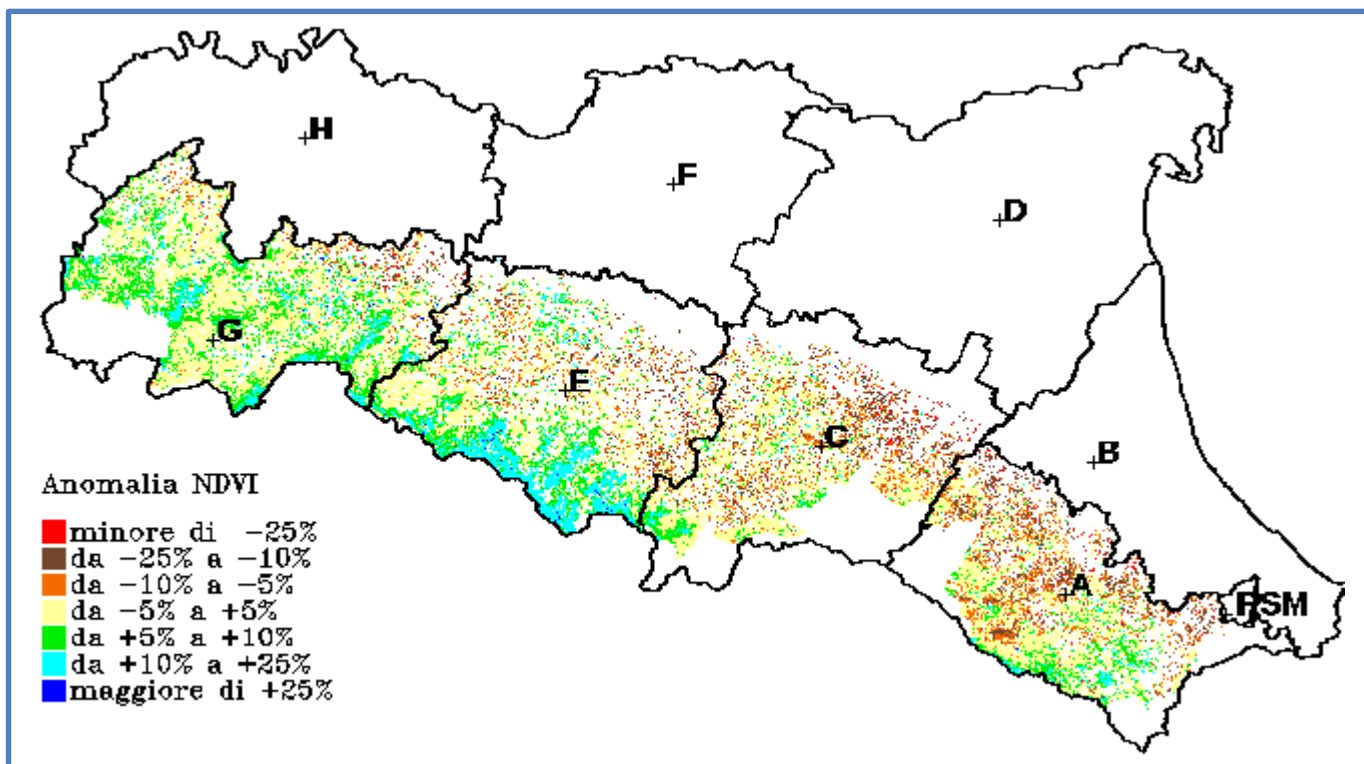 H
F
D
G
E
C
B
A
RSM
Anomalia NDVI
minore di -25%
da -25% a -10%
da -10% a -5%
da -5% a +5%
da +5% a +10%
da +10% a +25%
maggiore di +25%